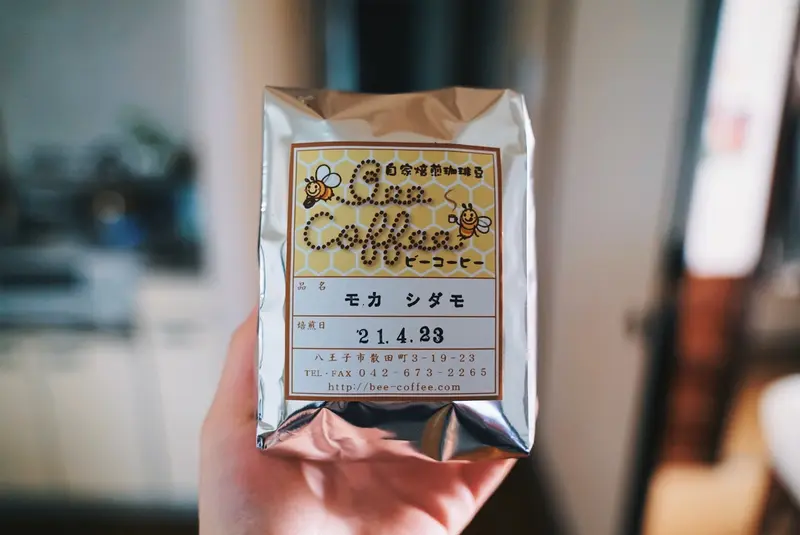 自家焙煎珈琲豆
Bee
Coffee
ビーコーヒー
品名
モカ シダモ
焙煎日
'21.4.23
八王子市散田町3-19-23
TEL・FAX 042-673-2265
http://bee-coffee.com